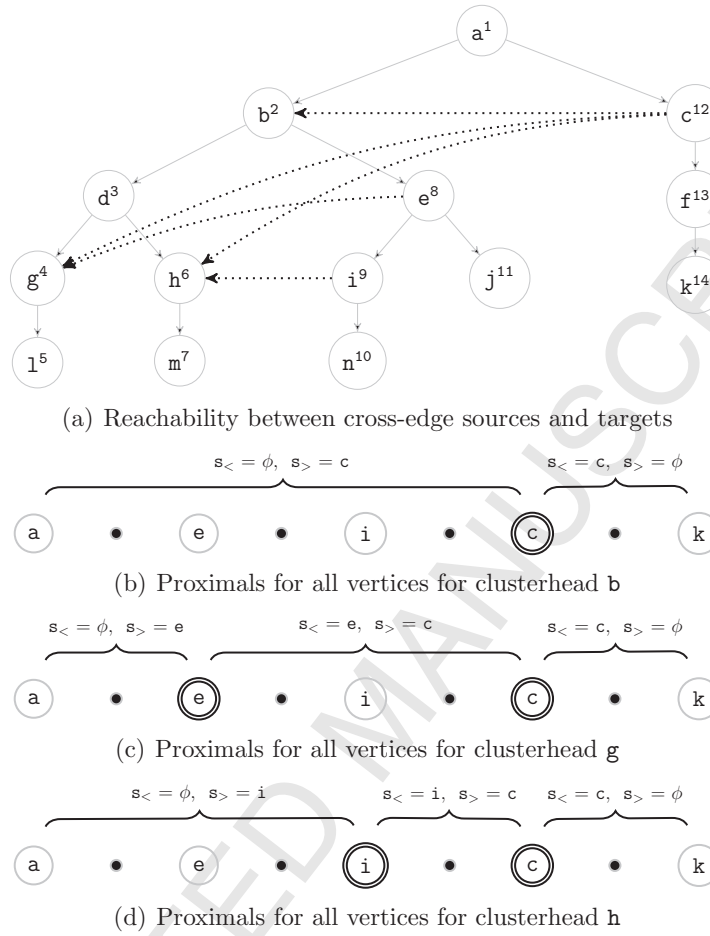 a¹
b² c¹²
d³ e⁸ f¹³
g⁴ h⁶ i⁹ j¹¹ k¹⁴
l⁵ m⁷ n¹⁰
(a) Reachability between cross-edge sources and targets
s< = ϕ, s> = c s< = c, s> = ϕ
a e i c k
(b) Proximals for all vertices for clusterhead b
s< = ϕ, s> = e s< = e, s> = c s< = c, s> = ϕ
a e i c k
(c) Proximals for all vertices for clusterhead g
s< = ϕ, s> = i s< = i, s> = c s< = c, s> = ϕ
a e i c k
(d) Proximals for all vertices for clusterhead h
TED MANUSCR